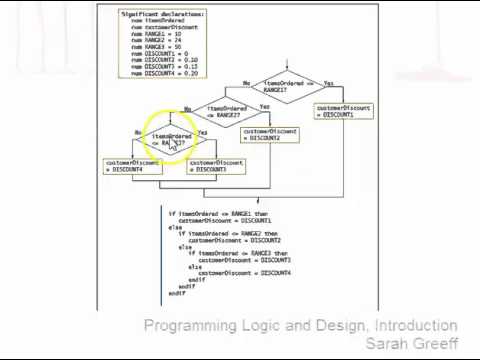 Significant declarations:
num itemsOrdered
num customerDiscount
num RANGE1 = 10
num RANGE2 = 24
num RANGE3 = 50
num DISCOUNT1 = 0
num DISCOUNT2 = 0.10
num DISCOUNT3 = 0.15
num DISCOUNT4 = 0.20
No
itemsOrdered <=
RANGE1?
Yes
No
itemsOrdered <=
RANGE2?
Yes
customerDiscount
= DISCOUNT1
No
itemsOrdered
<= RANGE3?
Yes
customerDiscount
= DISCOUNT2
customerDiscount
= DISCOUNT4
customerDiscount
= DISCOUNT3
if itemsOrdered <= RANGE1 then
customerDiscount = DISCOUNT1
else
if itemsOrdered <= RANGE2 then
customerDiscount = DISCOUNT2
else
if itemsOrdered <= RANGE3 then
customerDiscount = DISCOUNT3
else
customerDiscount = DISCOUNT4
endif
endif
endif
Programming Logic and Design, Introduction
Sarah Greeff